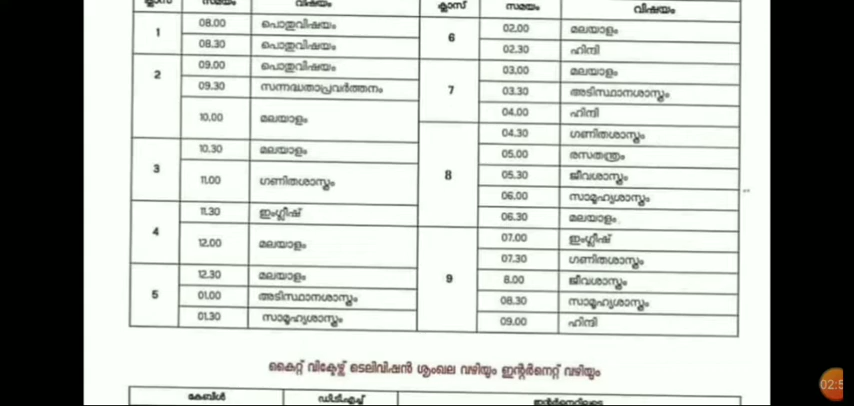 ക്ലാസ് സമയം വിഷയം ക്ലാസ് സമയം വിഷയം
1 08.00 പൊതുവിഷയം
08.30 പൊതുവിഷയം
2 09.00 പൊതുവിഷയം
09.30 സന്നദ്ധതാപ്രവർത്തനം
10.00 മലയാളം
3 10.30 മലയാളം
11.00 ഗണിതശാസ്ത്രം
4 11.30 ഇംഗ്ലീഷ്
12.00 മലയാളം
5 12.30 മലയാളം
01.00 അടിസ്ഥാനശാസ്ത്രം
01.30 സാമൂഹ്യശാസ്ത്രം
6 02.00 മലയാളം
02.30 ഹിന്ദി
7 03.00 മലയാളം
03.30 അടിസ്ഥാനശാസ്ത്രം
04.00 ഹിന്ദി
8 04.30 ഗണിതശാസ്ത്രം
05.00 രസതന്ത്രം
05.30 ജീവശാസ്ത്രം
06.00 സാമൂഹ്യശാസ്ത്രം
06.30 മലയാളം
9 07.00 ഇംഗ്ലീഷ്
07.30 ഗണിതശാസ്ത്രം
8.00 ജീവശാസ്ത്രം
08.30 സാമൂഹ്യശാസ്ത്രം
09.00 ഹിന്ദി
കൈറ്റ് വിക്ടേഴ്സ് ടെലിവിഷൻ ശൃംഖല വഴിയും ഇന്റർനെറ്റ് വഴിയും
കേബിൾ ഡി.ടി.എച്ച് ഇന്റർനെറ്റിലൂടെ